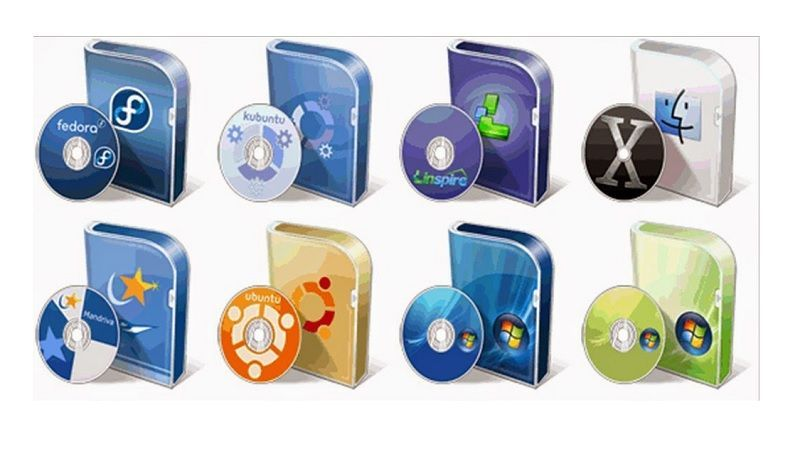 fedora
kubuntu
Linspire
X
Mandriva
ubuntu